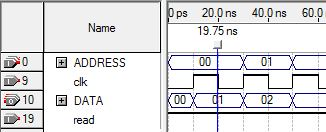 Name
0 ps 20.0 ns 40.0 ns 60.0 ns
19.75 ns
0 ADDRESS 00 01
9 clk
10 DATA 00 01 02
19 read